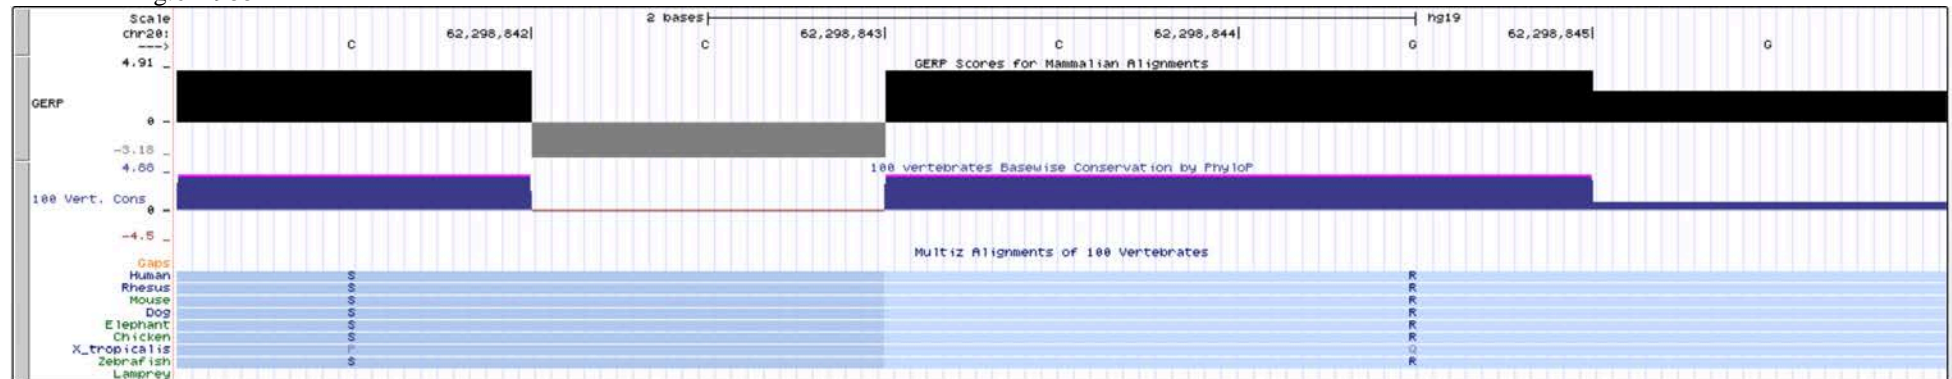 Scale 2 bases hg19
chr20: 62,298,842 62,298,843 62,298,844 62,298,845
---> C C C G G
4.91 _ GERP Scores for Mammalian Alignments
GERP
0 -
-3.18 _
4.88 _ 100 vertebrates Basewise Conservation by PhyloP
100 Vert. Cons
0 -
-4.5 _
Multiz Alignments of 100 Vertebrates
Gaps
Human S R
Rhesus S R
Mouse S R
Dog S R
Elephant S R
Chicken S R
X_tropicalis P Q
Zebrafish S R
Lamprey